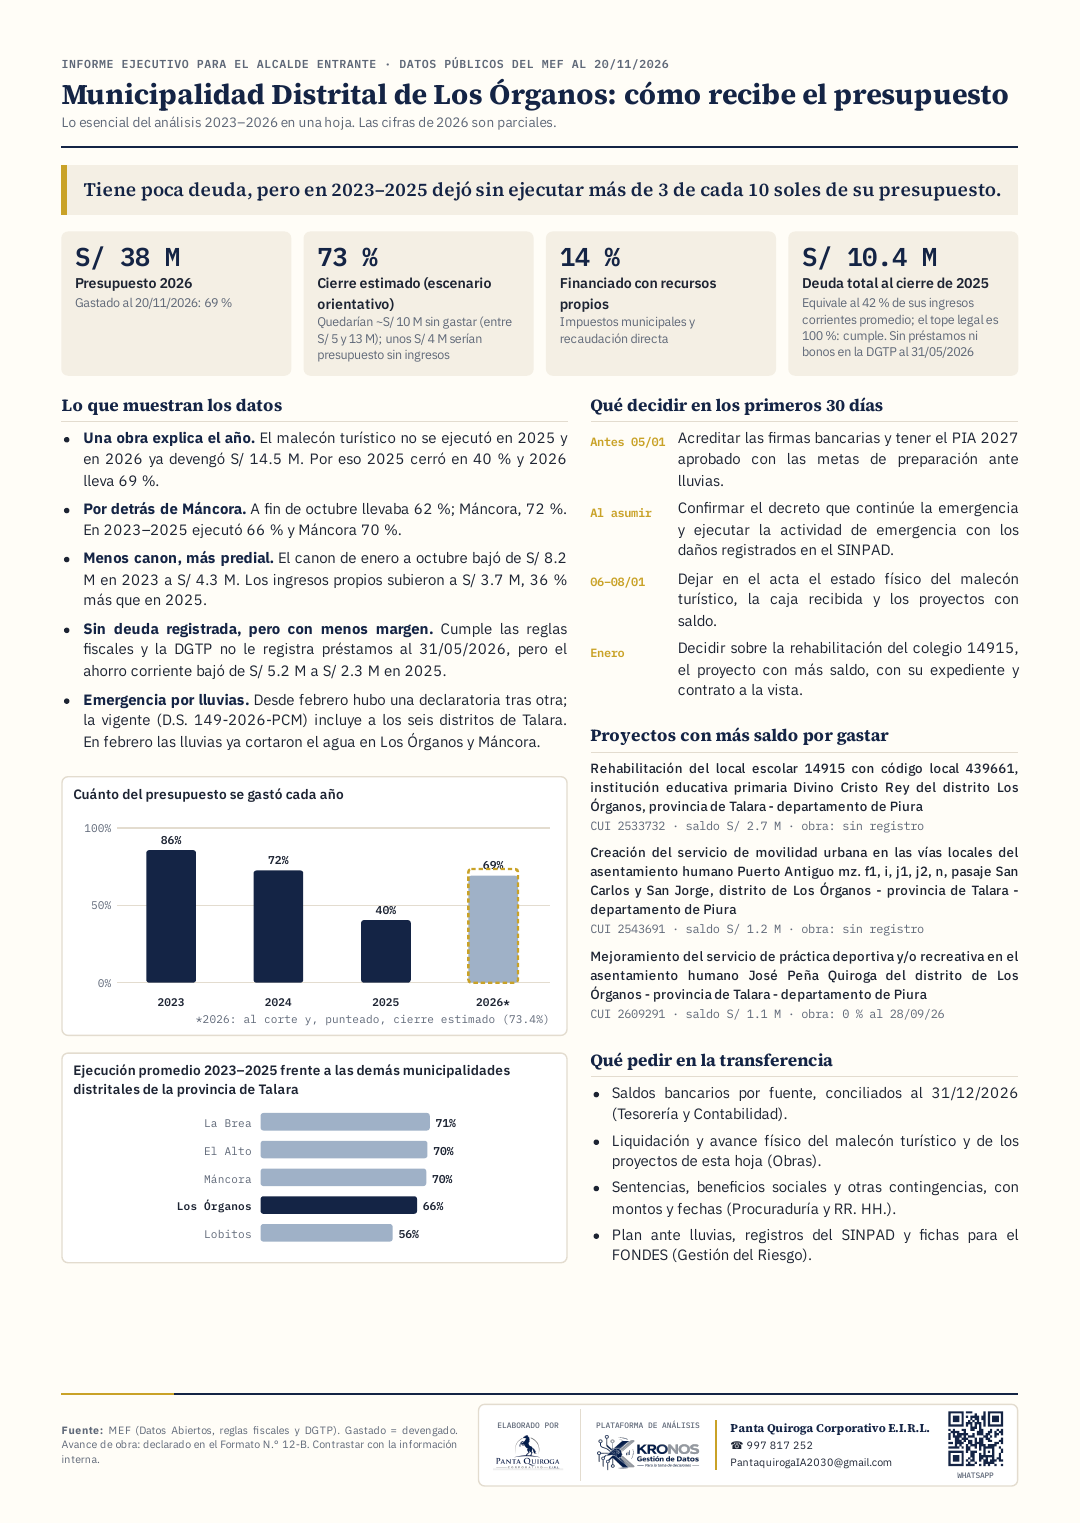 INFORME EJECUTIVO PARA EL ALCALDE ENTRANTE · DATOS PÚBLICOS DEL MEF AL 20/11/2026
Municipalidad Distrital de Los Órganos: cómo recibe el presupuesto
Lo esencial del análisis 2023–2026 en una hoja. Las cifras de 2026 son parciales.
Tiene poca deuda, pero en 2023–2025 dejó sin ejecutar más de 3 de cada 10 soles de su presupuesto.
S/ 38 M
Presupuesto 2026
Gastado al 20/11/2026: 69 %
73 %
Cierre estimado (escenario
orientativo)
Quedarían ~S/ 10 M sin gastar (entre
S/ 5 y 13 M); unos S/ 4 M serían
presupuesto sin ingresos
14 %
Financiado con recursos
propios
Impuestos municipales y
recaudación directa
S/ 10.4 M
Deuda total al cierre de 2025
Equivale al 42 % de sus ingresos
corrientes promedio; el tope legal es
100 %: cumple. Sin préstamos ni
bonos en la DGTP al 31/05/2026
Lo que muestran los datos
• Una obra explica el año. El malecón turístico no se ejecutó en 2025 y
en 2026 ya devengó S/ 14.5 M. Por eso 2025 cerró en 40 % y 2026
lleva 69 %.
• Por detrás de Máncora. A fin de octubre llevaba 62 %; Máncora, 72 %.
En 2023–2025 ejecutó 66 % y Máncora 70 %.
• Menos canon, más predial. El canon de enero a octubre bajó de S/ 8.2
M en 2023 a S/ 4.3 M. Los ingresos propios subieron a S/ 3.7 M, 36 %
más que en 2025.
• Sin deuda registrada, pero con menos margen. Cumple las reglas
fiscales y la DGTP no le registra préstamos al 31/05/2026, pero el
ahorro corriente bajó de S/ 5.2 M a S/ 2.3 M en 2025.
• Emergencia por lluvias. Desde febrero hubo una declaratoria tras otra;
la vigente (D.S. 149-2026-PCM) incluye a los seis distritos de Talara.
En febrero las lluvias ya cortaron el agua en Los Órganos y Máncora.
Cuánto del presupuesto se gastó cada año
100%
50%
0%
86%
72%
40%
69%
2023
2024
2025
2026*
*2026: al corte y, punteado, cierre estimado (73.4%)
Ejecución promedio 2023–2025 frente a las demás municipalidades
distritales de la provincia de Talara
La Brea 71%
El Alto 70%
Máncora 70%
Los Órganos 66%
Lobitos 56%
Qué decidir en los primeros 30 días
Antes 05/01 Acreditar las firmas bancarias y tener el PIA 2027
aprobado con las metas de preparación ante
lluvias.
Al asumir Confirmar el decreto que continúe la emergencia
y ejecutar la actividad de emergencia con los
daños registrados en el SINPAD.
06–08/01 Dejar en el acta el estado físico del malecón
turístico, la caja recibida y los proyectos con
saldo.
Enero Decidir sobre la rehabilitación del colegio 14915,
el proyecto con más saldo, con su expediente y
contrato a la vista.
Proyectos con más saldo por gastar
Rehabilitación del local escolar 14915 con código local 439661,
institución educativa primaria Divino Cristo Rey del distrito Los
Órganos, provincia de Talara - departamento de Piura
CUI 2533732 · saldo S/ 2.7 M · obra: sin registro
Creación del servicio de movilidad urbana en las vías locales del
asentamiento humano Puerto Antiguo mz. f1, i, j1, j2, n, pasaje San
Carlos y San Jorge, distrito de Los Órganos - provincia de Talara -
departamento de Piura
CUI 2543691 · saldo S/ 1.2 M · obra: sin registro
Mejoramiento del servicio de práctica deportiva y/o recreativa en el
asentamiento humano José Peña Quiroga del distrito de Los
Órganos - provincia de Talara - departamento de Piura
CUI 2609291 · saldo S/ 1.1 M · obra: 0 % al 28/09/26
Qué pedir en la transferencia
• Saldos bancarios por fuente, conciliados al 31/12/2026
(Tesorería y Contabilidad).
• Liquidación y avance físico del malecón turístico y de los
proyectos de esta hoja (Obras).
• Sentencias, beneficios sociales y otras contingencias, con
montos y fechas (Procuraduría y RR. HH.).
• Plan ante lluvias, registros del SINPAD y fichas para el
FONDES (Gestión del Riesgo).
Fuente: MEF (Datos Abiertos, reglas fiscales y DGTP). Gastado = devengado.
Avance de obra: declarado en el Formato N.° 12-B. Contrastar con la información
interna.
ELABORADO POR
PANTA QUIROGA
PLATAFORMA DE ANÁLISIS
KRONOS
Gestión de Datos
Panta Quiroga Corporativo E.I.R.L.
☎ 997 817 252
PantaquirogaIA2030@gmail.com
WHATSAPP